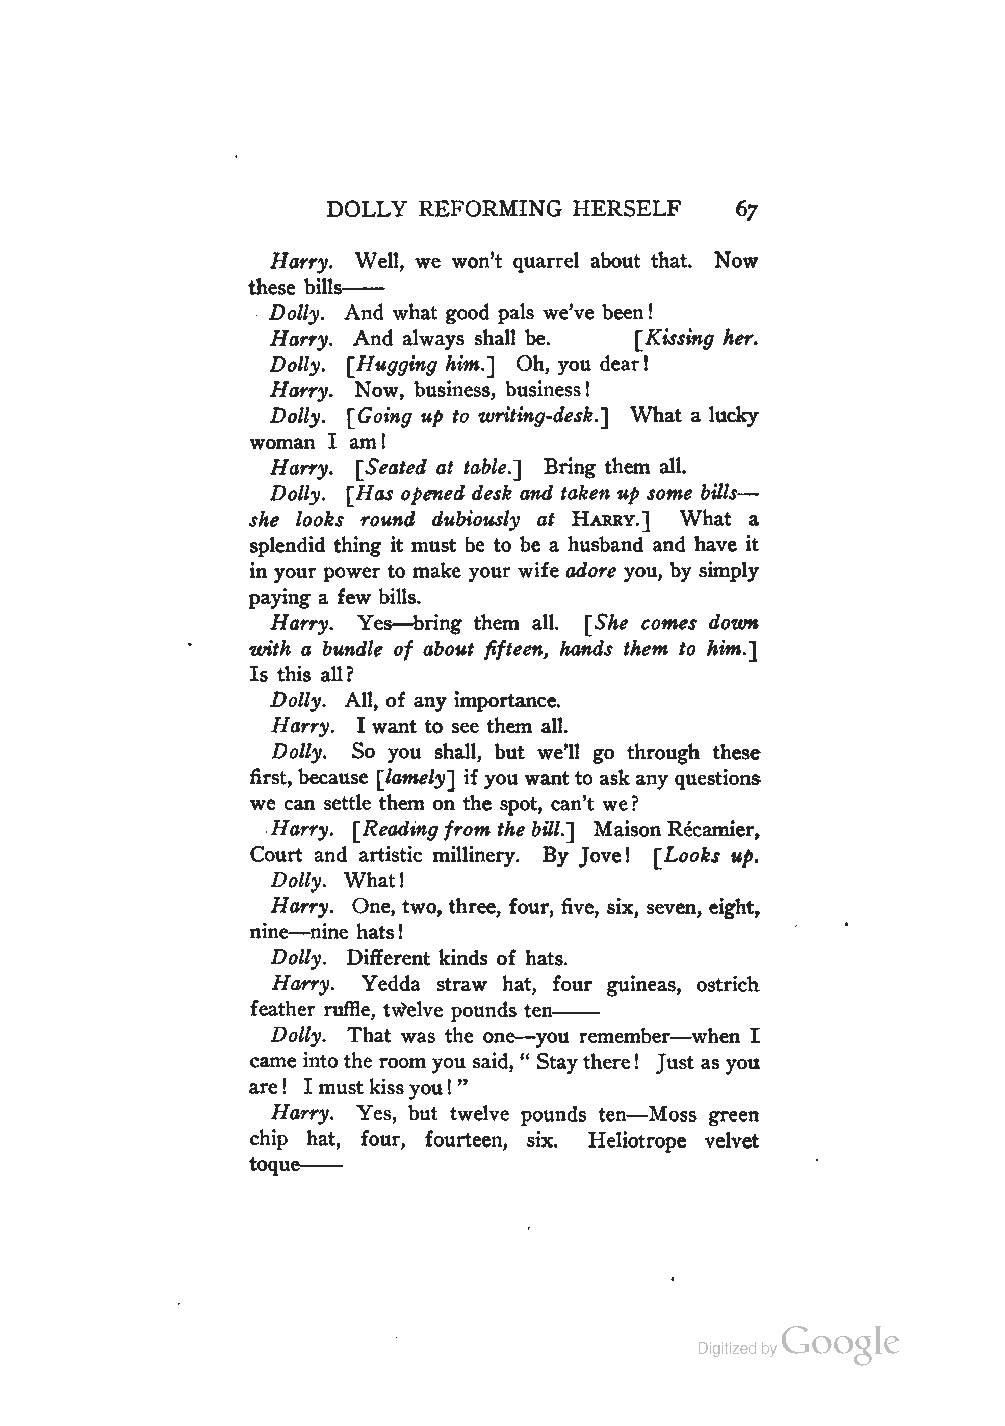 DOLLY REFORMING HERSELF 67
Harry. Well, we won't quarrel about that. Now
these bills——
Dolly. And what good pals we've been!
Harry. And always shall be. [Kissing her.
Dolly. [Hugging him.] Oh, you dear!
Harry. Now, business, business!
Dolly. [Going up to writing-desk.] What a lucky
woman I am!
Harry. [Seated at table.] Bring them all.
Dolly. [Has opened desk and taken up some bills—
she looks round dubiously at HARRY.] What a
splendid thing it must be to be a husband and have it
in your power to make your wife adore you, by simply
paying a few bills.
Harry. Yes—bring them all. [She comes down
with a bundle of about fifteen, hands them to him.]
Is this all?
Dolly. All, of any importance.
Harry. I want to see them all.
Dolly. So you shall, but we'll go through these
first, because [lamely] if you want to ask any questions
we can settle them on the spot, can't we?
Harry. [Reading from the bill.] Maison Récamier,
Court and artistic millinery. By Jove! [Looks up.
Dolly. What!
Harry. One, two, three, four, five, six, seven, eight,
nine—nine hats!
Dolly. Different kinds of hats.
Harry. Yedda straw hat, four guineas, ostrich
feather ruffle, twelve pounds ten——
Dolly. That was the one—you remember—when I
came into the room you said, “ Stay there! Just as you
are! I must kiss you! ”
Harry. Yes, but twelve pounds ten—Moss green
chip hat, four, fourteen, six. Heliotrope velvet
toque——
Digitized by Google